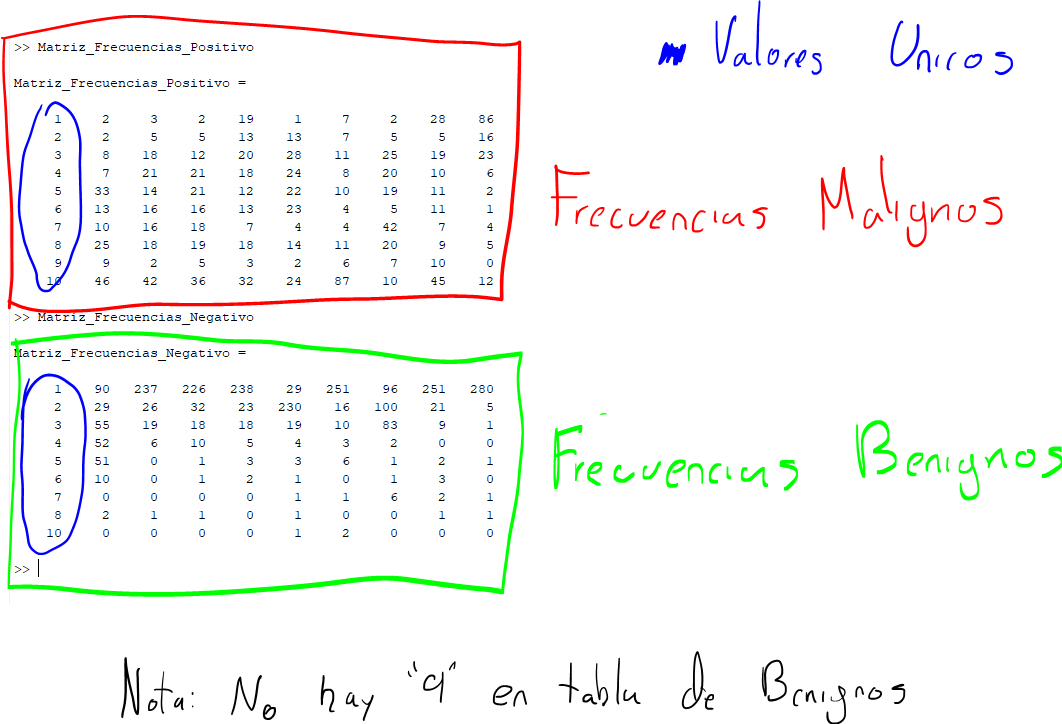 >> Matriz_Frecuencias_Positivo
Valores Unicos
Matriz_Frecuencias_Positivo =
1 2 3 2 19 1 7 2 28 86
2 2 5 5 13 13 7 5 5 16
3 8 18 12 20 28 11 25 19 23
4 7 21 21 18 24 8 20 10 6
5 33 14 21 12 22 10 19 11 2
6 13 16 16 13 23 4 5 11 1
7 10 16 18 7 4 4 42 7 4
8 25 18 19 18 14 11 20 9 5
9 9 2 5 3 2 6 7 10 0
10 46 42 36 32 24 87 10 45 12
Frecuencias Malignos
>> Matriz_Frecuencias_Negativo
Matriz_Frecuencias_Negativo =
1 90 237 226 238 29 251 96 251 280
2 29 26 32 23 230 16 100 21 5
3 55 19 18 18 19 10 83 9 1
4 52 6 10 5 4 3 2 0 0
5 51 0 1 3 3 6 1 2 1
6 10 0 1 2 1 0 1 3 0
7 0 0 0 0 1 1 6 2 1
8 2 1 1 0 1 0 0 1 1
10 0 0 0 0 1 2 0 0 0
>>
Frecuencias Benignos
Nota: No hay "9" en tabla de Benignos